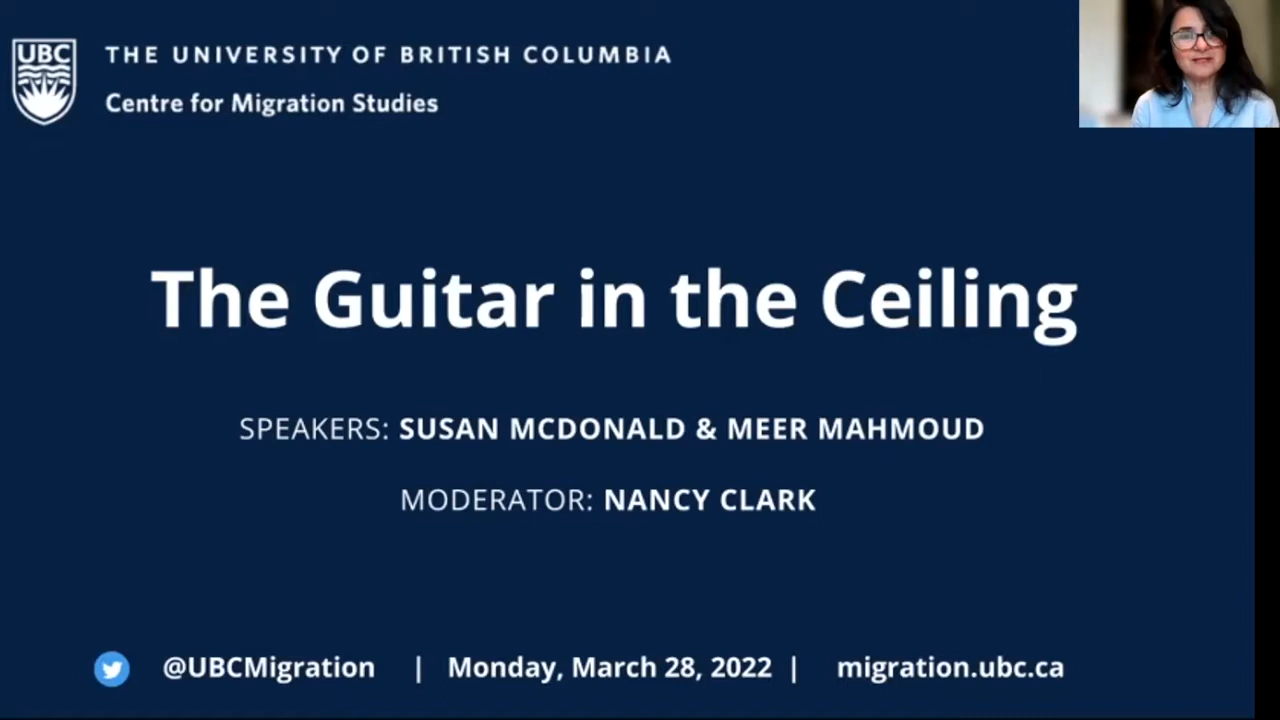 UBC
THE UNIVERSITY OF BRITISH COLUMBIA
Centre for Migration Studies
The Guitar in the Ceiling
SPEAKERS: SUSAN MCDONALD & MEER MAHMOUD
MODERATOR: NANCY CLARK
@UBCMigration | Monday, March 28, 2022 | migration.ubc.ca